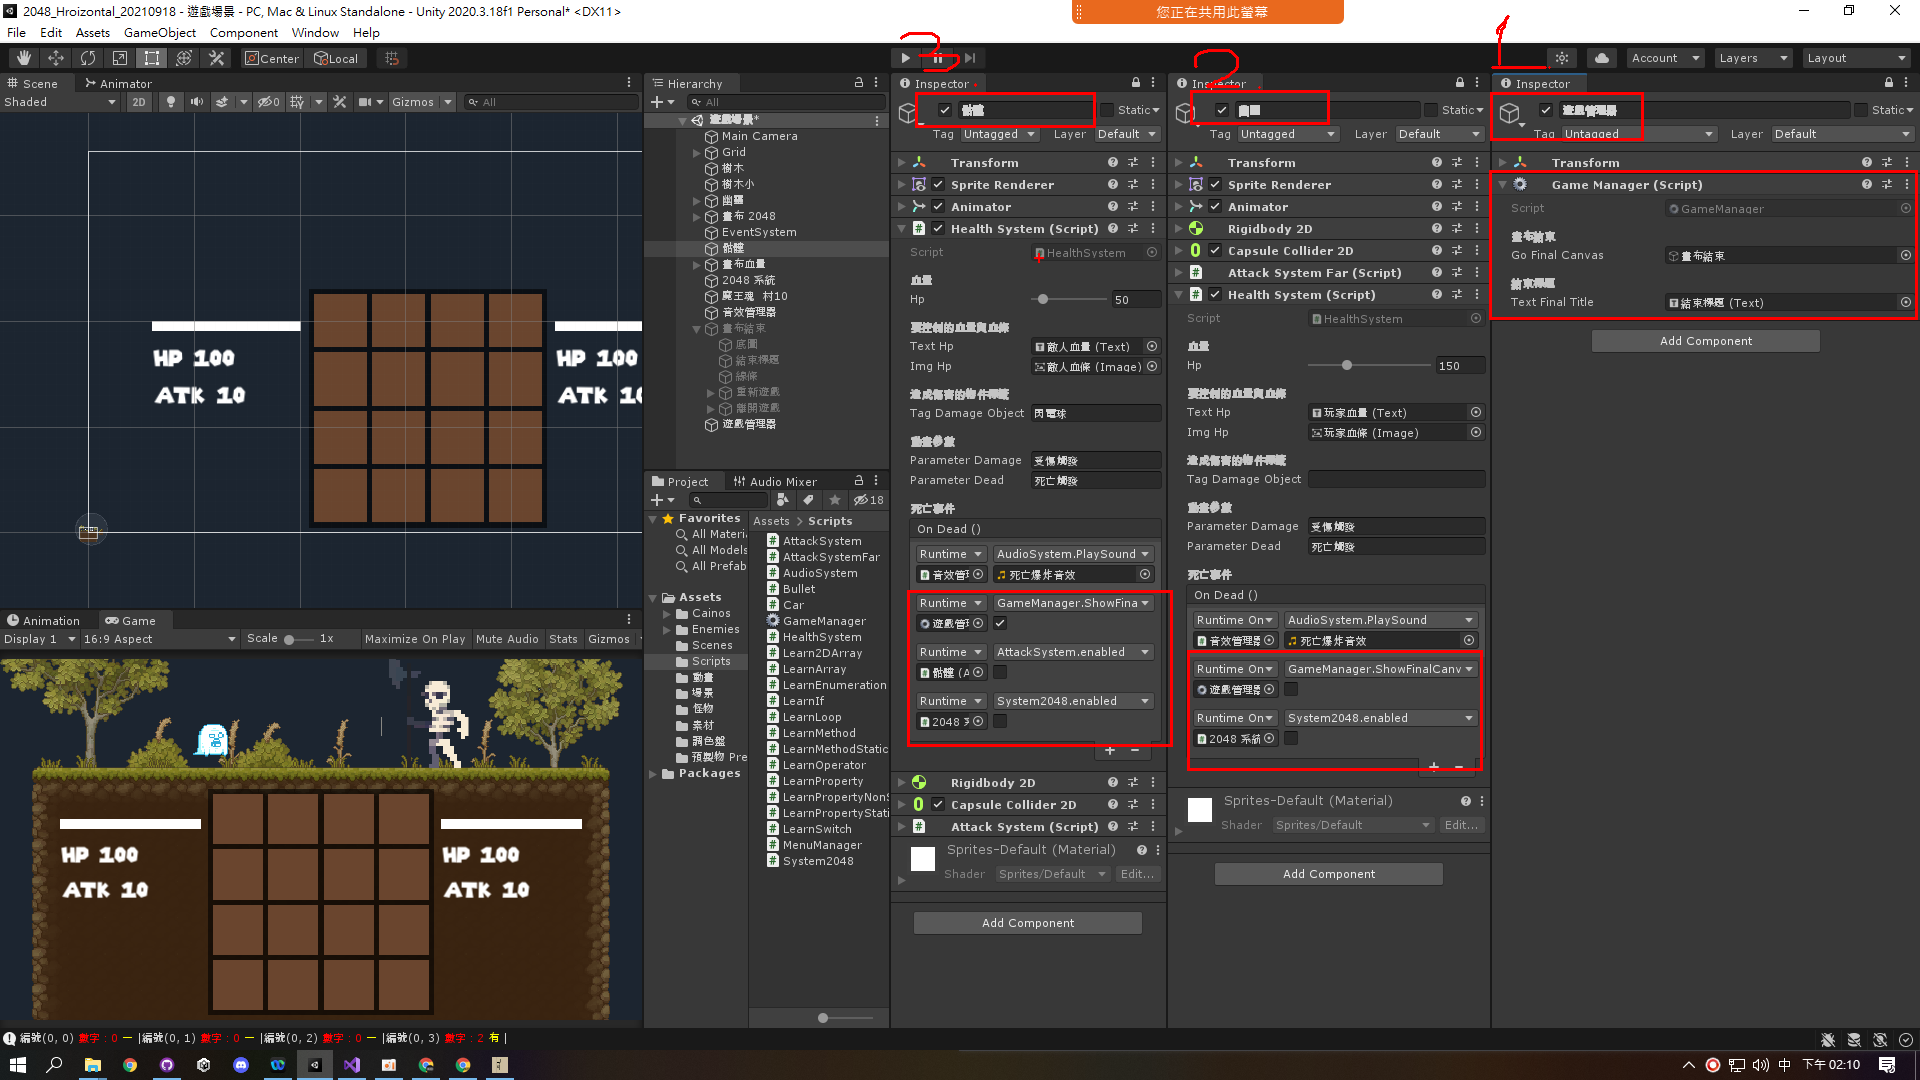 2048_Hroizontal_20210918 - 遊戲場景 - PC, Mac & Linux Standalone - Unity 2020.3.18f1 Personal* <DX11>
您正在共用此螢幕
File Edit Assets GameObject Component Window Help
Center Local
Account Layers Layout
3
2
1
Scene Animator
Shaded 2D 0 Gizmos All
HP 100
ATK 10
HP 100
ATK 10
Hierarchy
All
遊戲場景*
Main Camera
Grid
樹木
樹木小
幽靈
畫布 2048
EventSystem
骷髏
畫布血量
2048 系統
魔王魂 村10
音效管理器
畫布結束
底圖
結束標題
線條
重新遊戲
離開遊戲
遊戲管理器
Project Audio Mixer
18
Favorites
All Materi
All Models
All Prefab
Assets
Cainos
Enemies
Scenes
Scripts
動畫
場景
怪物
素材
調色盤
預製物 Pre
Packages
Assets > Scripts
AttackSystem
AttackSystemFar
AudioSystem
Bullet
Car
GameManager
HealthSystem
Learn2DArray
LearnArray
LearnEnumeration
LearnIf
LearnLoop
LearnMethod
LearnMethodStatic
LearnOperator
LearnProperty
LearnPropertyNonS
LearnPropertyStati
LearnSwitch
MenuManager
System2048
Animation Game
Display 1 16:9 Aspect Scale 1x Maximize On Play Mute Audio Stats Gizmos
HP 100
ATK 10
HP 100
ATK 10
Inspector
骷髏 Static
Tag Untagged Layer Default
Transform
Sprite Renderer
Animator
Health System (Script)
Script HealthSystem
血量
Hp 50
要控制的血量與血條
Text Hp 敵人血量 (Text)
Img Hp 敵人血條 (Image)
造成傷害的物件標籤
Tag Damage Object 閃電球
動畫參數
Parameter Damage 受傷觸發
Parameter Dead 死亡觸發
死亡事件
On Dead ()
Runtime AudioSystem.PlaySound
音效管理 死亡爆炸音效
Runtime GameManager.ShowFina
遊戲管理
Runtime AttackSystem.enabled
骷髏 (A
Runtime System2048.enabled
2048 系
Rigidbody 2D
Capsule Collider 2D
Attack System (Script)
Sprites-Default (Material)
Shader Sprites/Default Edit...
Add Component
Inspector
幽靈 Static
Tag Untagged Layer Default
Transform
Sprite Renderer
Animator
Rigidbody 2D
Capsule Collider 2D
Attack System Far (Script)
Health System (Script)
Script HealthSystem
血量
Hp 150
要控制的血量與血條
Text Hp 玩家血量 (Text)
Img Hp 玩家血條 (Image)
造成傷害的物件標籤
Tag Damage Object
動畫參數
Parameter Damage 受傷觸發
Parameter Dead 死亡觸發
死亡事件
On Dead ()
Runtime On AudioSystem.PlaySound
音效管理器 死亡爆炸音效
Runtime On GameManager.ShowFinalCanv
遊戲管理器
Runtime On System2048.enabled
2048 系統
Sprites-Default (Material)
Shader Sprites/Default Edit...
Add Component
Inspector
遊戲管理器 Static
Tag Untagged Layer Default
Transform
Game Manager (Script)
Script GameManager
畫布結束
Go Final Canvas 畫布結束
結束標題
Text Final Title 結束標題 (Text)
Add Component
編號(0, 0) 數字 : 0 一 |編號(0, 1) 數字 : 0 一 |編號(0, 2) 數字 : 0 一 |編號(0, 3) 數字 : 2 有 |
中 下午 02:10